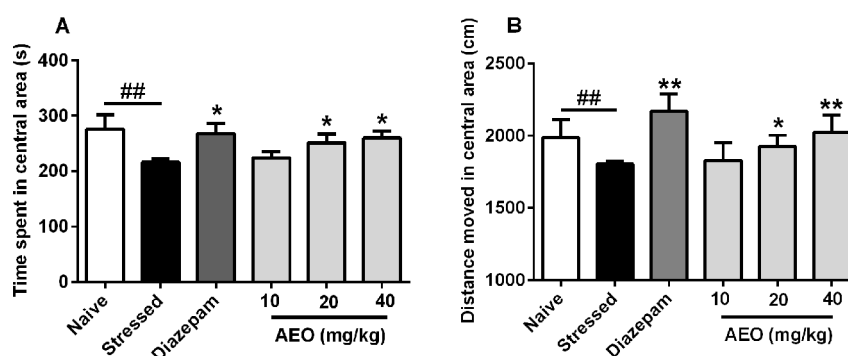 A
Time spent in central area (s)
400
300
200
100
0
##
*
*
*
Naive
Stressed
Diazepam
10
20
40
AEO (mg/kg)
B
Distance moved in central area (cm)
2500
2000
1500
1000
##
**
*
**
Naive
Stressed
Diazepam
10
20
40
AEO (mg/kg)